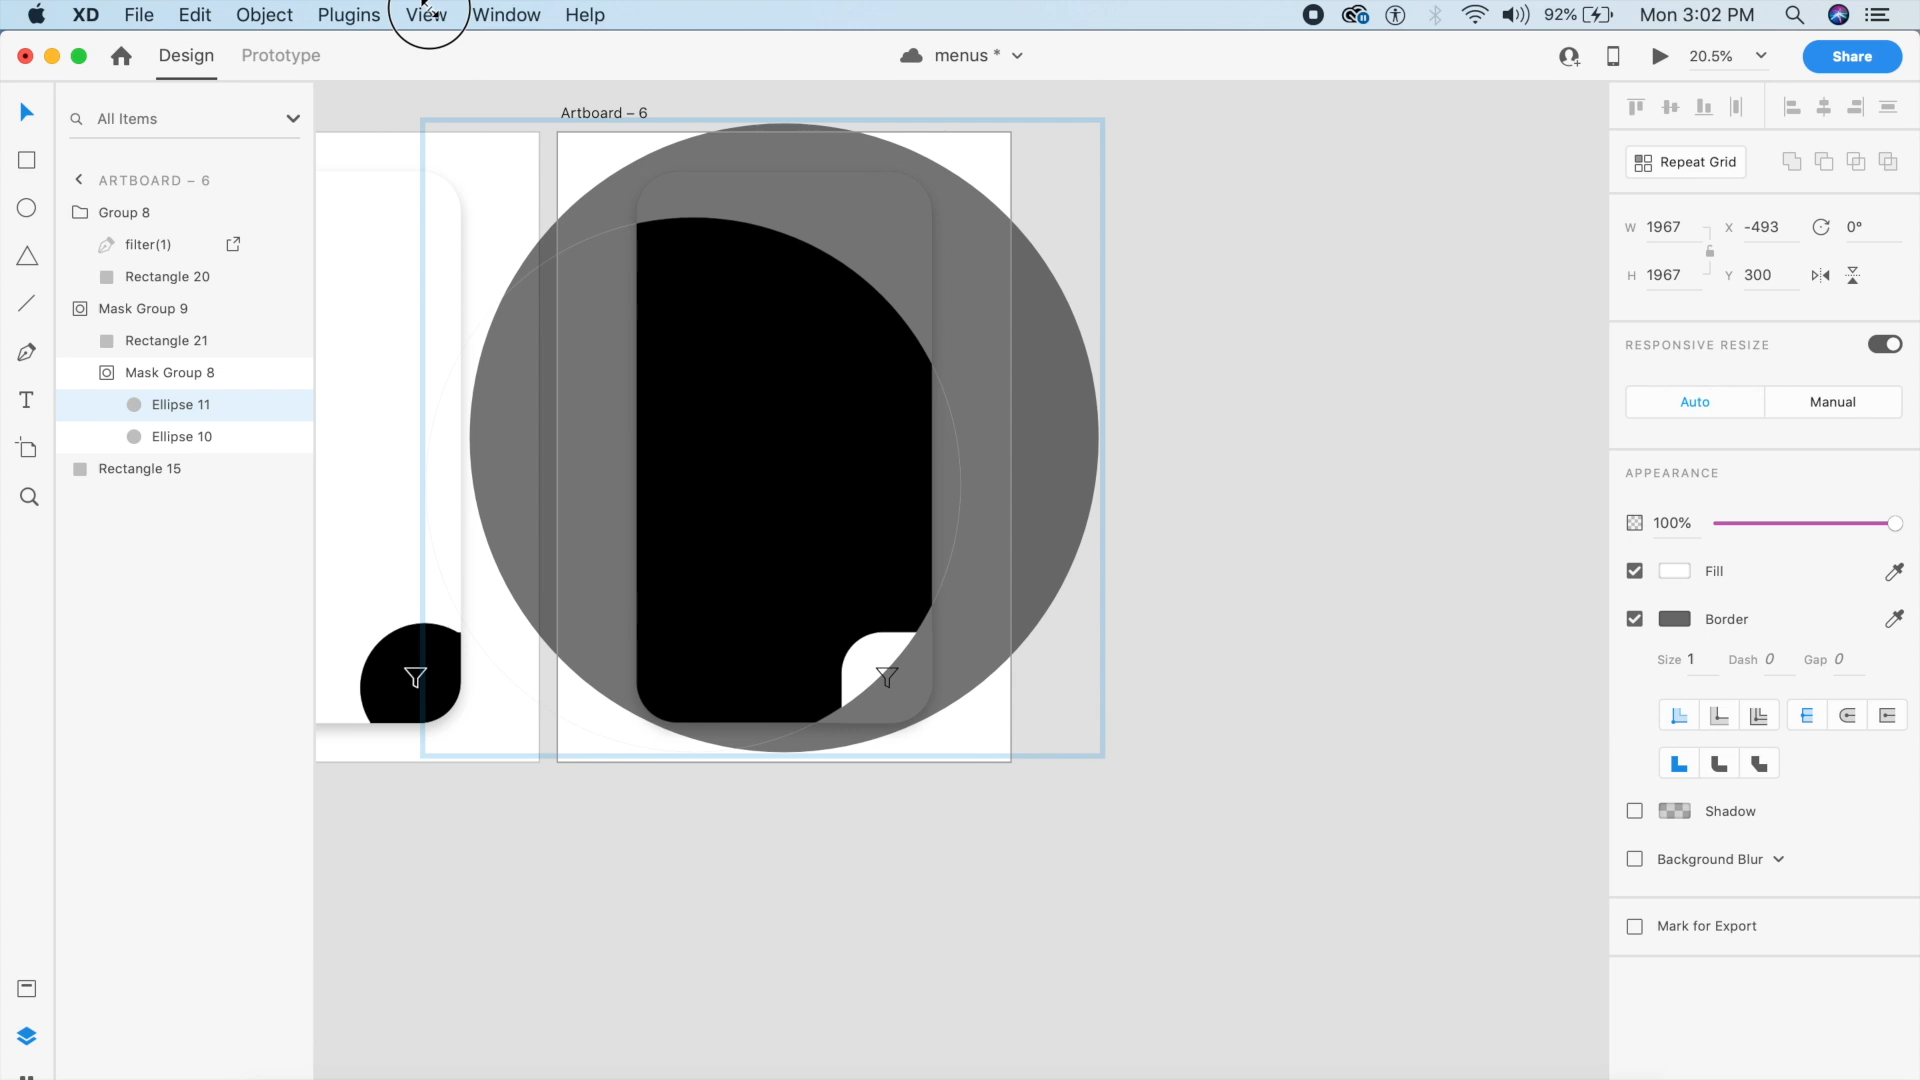 XD File Edit Object Plugins View Window Help 92% Mon 3:02 PM
Design Prototype menus * 20.5% Share
All Items
ARTBOARD – 6
Group 8
filter(1)
Rectangle 20
Mask Group 9
Rectangle 21
Mask Group 8
Ellipse 11
Ellipse 10
Rectangle 15
Artboard – 6
Repeat Grid
W 1967 X -493 0°
H 1967 Y 300
RESPONSIVE RESIZE
Auto Manual
APPEARANCE
100%
Fill
Border
Size 1 Dash 0 Gap 0
Shadow
Background Blur
Mark for Export